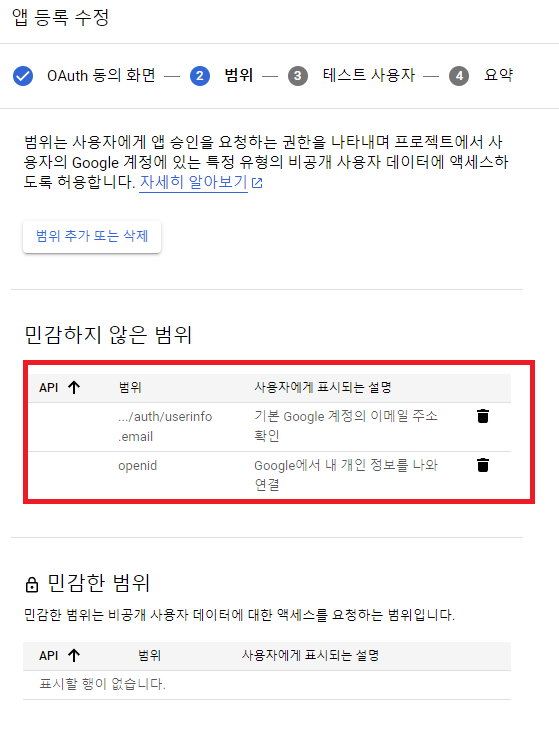 앱 등록 수정
OAuth 동의 화면 — 2 범위 — 3 테스트 사용자 — 4 요약
범위는 사용자에게 앱 승인을 요청하는 권한을 나타내며 프로젝트에서 사
용자의 Google 계정에 있는 특정 유형의 비공개 사용자 데이터에 액세스하
도록 허용합니다. 자세히 알아보기
범위 추가 또는 삭제
민감하지 않은 범위
API 범위 사용자에게 표시되는 설명
.../auth/userinfo 기본 Google 계정의 이메일 주소
.email 확인
openid Google에서 내 개인 정보를 나와
연결
민감한 범위
민감한 범위는 비공개 사용자 데이터에 대한 액세스를 요청하는 범위입니다.
API 범위 사용자에게 표시되는 설명
표시할 행이 없습니다.